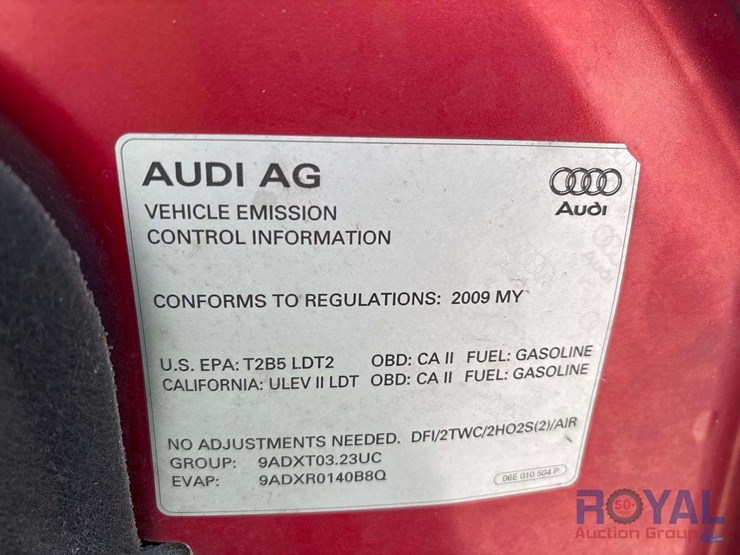 AUDI AG
Audi
VEHICLE EMISSION
CONTROL INFORMATION
CONFORMS TO REGULATIONS: 2009 MY
U.S. EPA: T2B5 LDT2 OBD: CA II FUEL: GASOLINE
CALIFORNIA: ULEV II LDT OBD: CA II FUEL: GASOLINE
NO ADJUSTMENTS NEEDED. DFI/2TWC/2HO2S(2)/AIR
GROUP: 9ADXT03.23UC
EVAP: 9ADXR0140B8Q
06E 010 504 P
ROYAL
50+
Auction Group